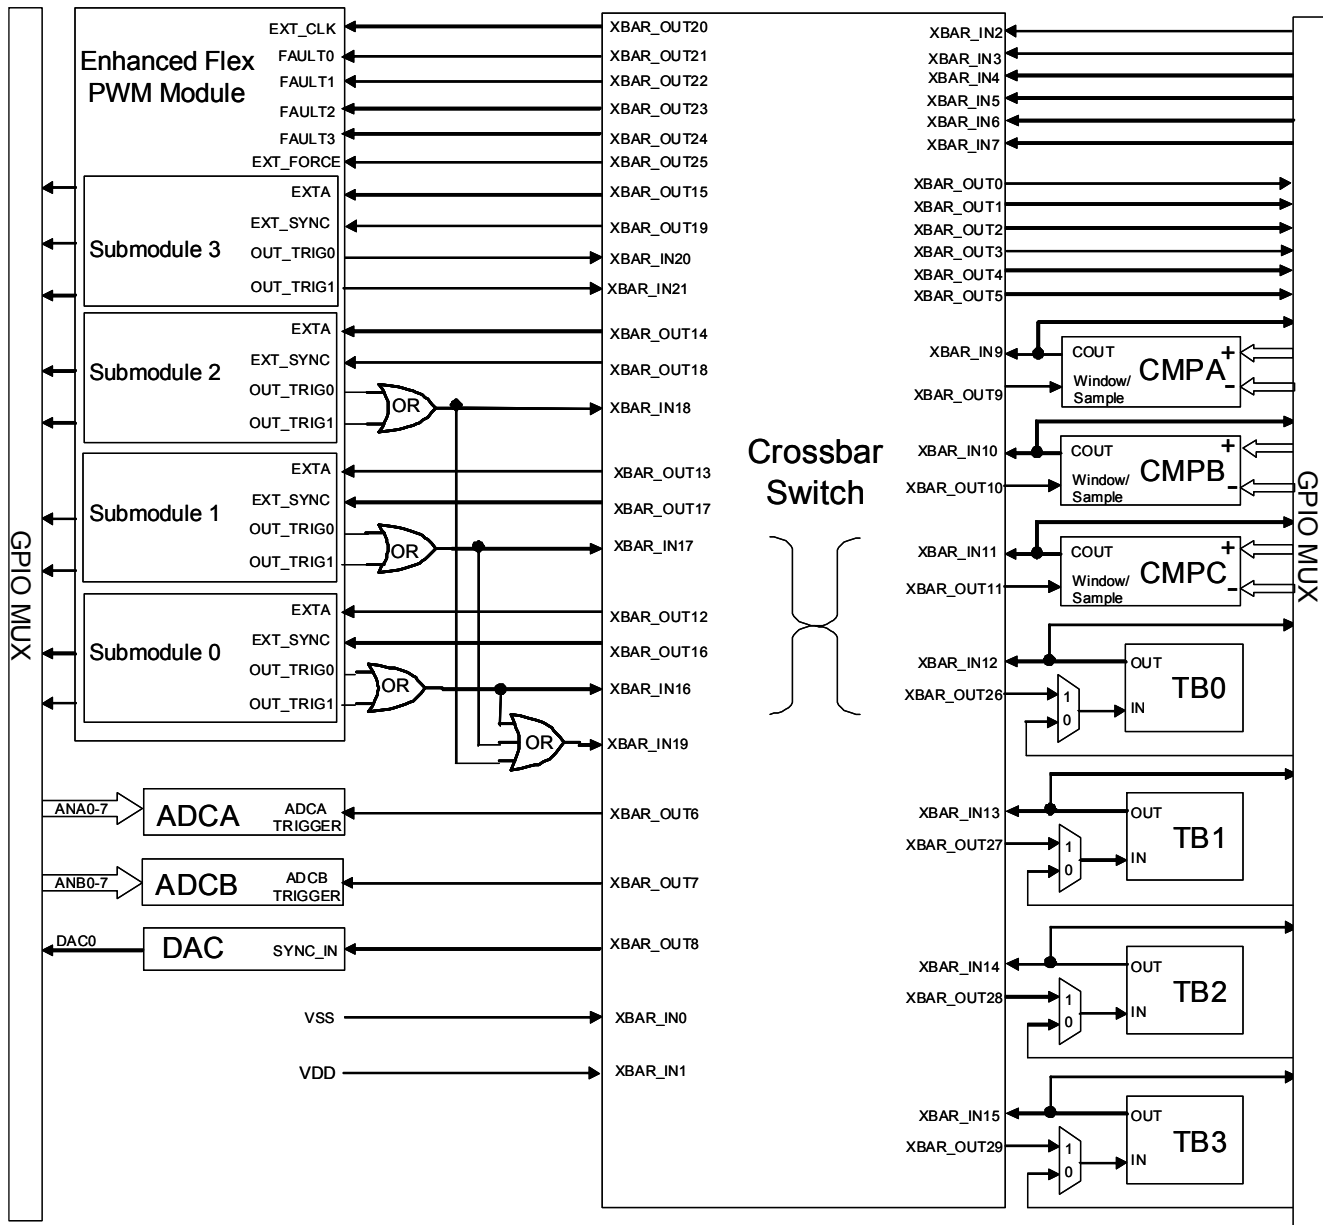 GPIO MUX
Enhanced Flex
PWM Module
EXT_CLK
FAULT0
FAULT1
FAULT2
FAULT3
EXT_FORCE
Submodule 3
EXTA
EXT_SYNC
OUT_TRIG0
OUT_TRIG1
Submodule 2
EXTA
EXT_SYNC
OUT_TRIG0
OUT_TRIG1
OR
Submodule 1
EXTA
EXT_SYNC
OUT_TRIG0
OUT_TRIG1
OR
Submodule 0
EXTA
EXT_SYNC
OUT_TRIG0
OUT_TRIG1
OR
OR
ANA0-7
ADCA
ADCA
TRIGGER
ANB0-7
ADCB
ADCB
TRIGGER
DAC0
DAC
SYNC_IN
VSS
VDD
XBAR_OUT20
XBAR_OUT21
XBAR_OUT22
XBAR_OUT23
XBAR_OUT24
XBAR_OUT25
XBAR_OUT15
XBAR_OUT19
XBAR_IN20
XBAR_IN21
XBAR_OUT14
XBAR_OUT18
XBAR_IN18
XBAR_OUT13
XBAR_OUT17
XBAR_IN17
XBAR_OUT12
XBAR_OUT16
XBAR_IN16
XBAR_IN19
XBAR_OUT6
XBAR_OUT7
XBAR_OUT8
XBAR_IN0
XBAR_IN1
Crossbar
Switch
XBAR_IN2
XBAR_IN3
XBAR_IN4
XBAR_IN5
XBAR_IN6
XBAR_IN7
XBAR_OUT0
XBAR_OUT1
XBAR_OUT2
XBAR_OUT3
XBAR_OUT4
XBAR_OUT5
XBAR_IN9
XBAR_OUT9
XBAR_IN10
XBAR_OUT10
XBAR_IN11
XBAR_OUT11
XBAR_IN12
XBAR_OUT26
XBAR_IN13
XBAR_OUT27
XBAR_IN14
XBAR_OUT28
XBAR_IN15
XBAR_OUT29
COUT
Window/
Sample
CMPA
+
-
COUT
Window/
Sample
CMPB
+
-
COUT
Window/
Sample
CMPC
+
-
1
0
OUT
IN
TB0
1
0
OUT
IN
TB1
1
0
OUT
IN
TB2
1
0
OUT
IN
TB3
GPIO MUX